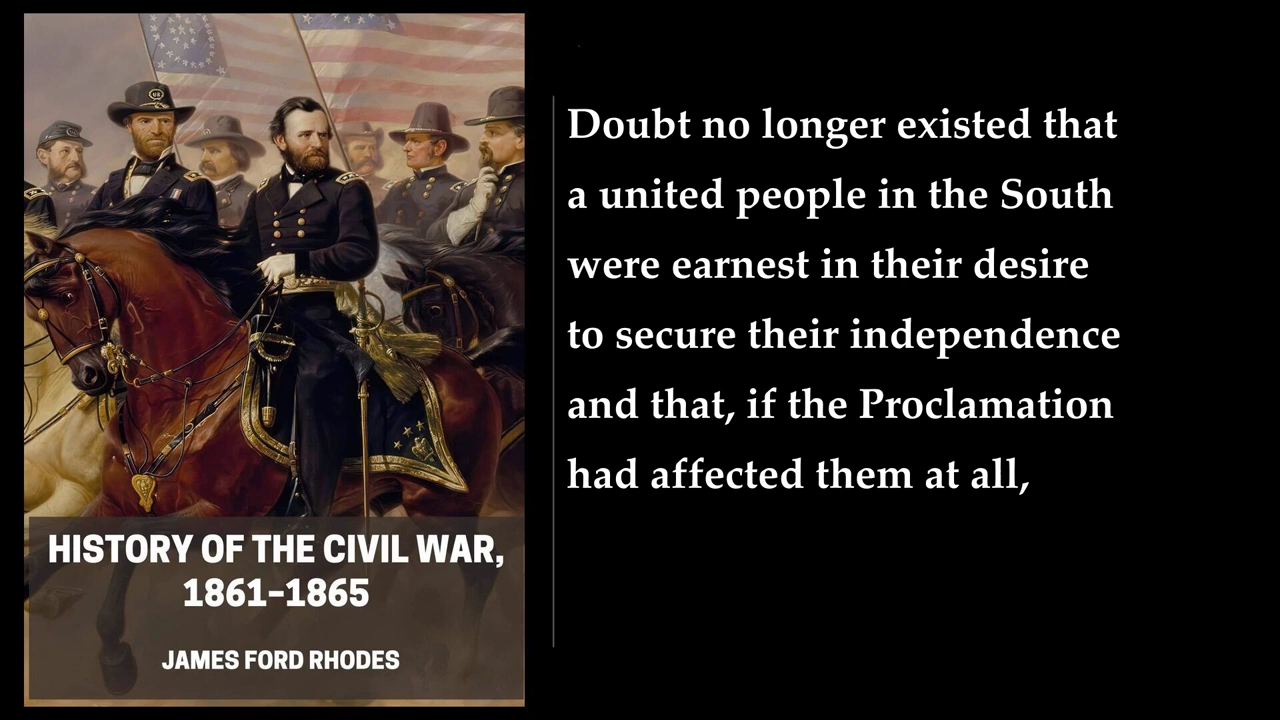 HISTORY OF THE CIVIL WAR,
1861–1865
JAMES FORD RHODES
Doubt no longer existed that
a united people in the South
were earnest in their desire
to secure their independence
and that, if the Proclamation
had affected them at all,